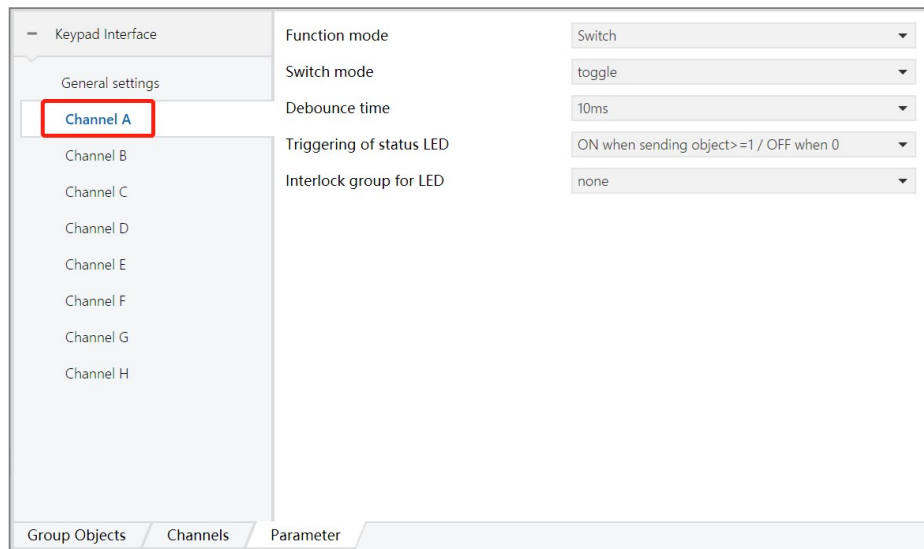 Keypad Interface
General settings
Channel A
Channel B
Channel C
Channel D
Channel E
Channel F
Channel G
Channel H
Function mode Switch
Switch mode toggle
Debounce time 10ms
Triggering of status LED ON when sending object>=1 / OFF when 0
Interlock group for LED none
Group Objects Channels Parameter